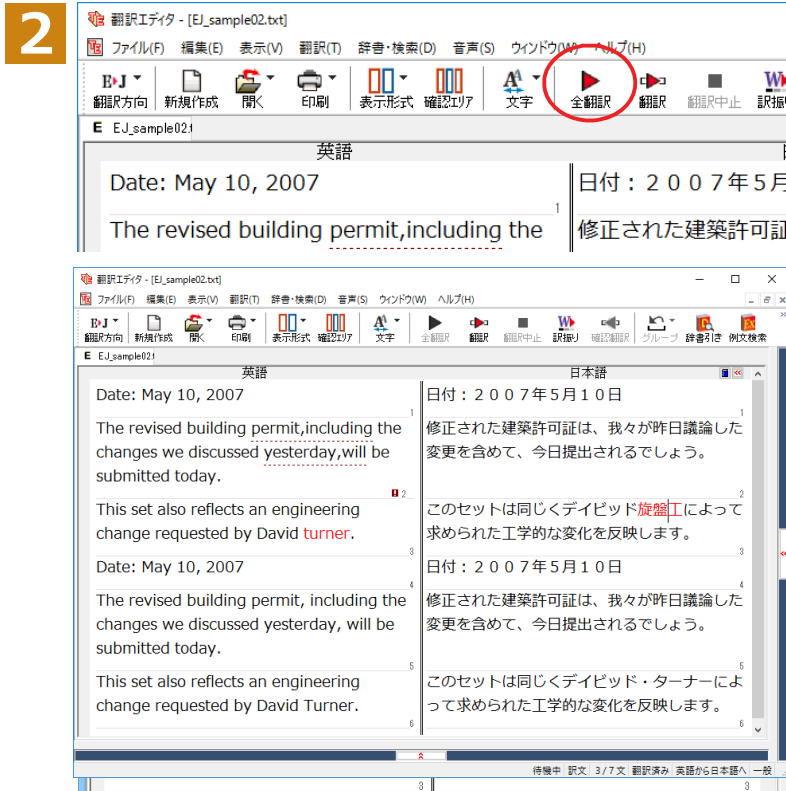 2
翻訳エディタ - [EJ_sample02.txt]
ファイル(F) 編集(E) 表示(V) 翻訳(T) 辞書・検索(D) 音声(S) ウィンドウ(W) ヘルプ(H)
翻訳方向 新規作成 開く 印刷 表示形式 確認エリア 文字 全翻訳 翻訳 翻訳中止
E EJ_sample02.
英語
Date: May 10, 2007
日付：２００７年５月
1
The revised building permit,including the
修正された建築許可証
翻訳エディタ - [EJ_sample02.txt]
ファイル(F) 編集(E) 表示(V) 翻訳(T) 辞書・検索(D) 音声(S) ウィンドウ(W) ヘルプ(H)
翻訳方向 新規作成 開く 印刷 表示形式 確認エリア 文字 全翻訳 翻訳 翻訳中止 訳振り 確認翻訳 グループ 辞書引き 例文検索
E EJ_sample02.
英語 日本語
Date: May 10, 2007
日付：２００７年５月１０日
1 1
The revised building permit,including the
changes we discussed yesterday,will be
submitted today.
修正された建築許可証は、我々が昨日議論した
変更を含めて、今日提出されるでしょう。
2 2
This set also reflects an engineering
change requested by David turner.
このセットは同じくデイビッド旋盤工によって
求められた工学的な変化を反映します。
3 3
Date: May 10, 2007
日付：２００７年５月１０日
4 4
The revised building permit, including the
changes we discussed yesterday, will be
submitted today.
修正された建築許可証は、我々が昨日議論した
変更を含めて、今日提出されるでしょう。
5 5
This set also reflects an engineering
change requested by David Turner.
このセットは同じくデイビッド・ターナーによ
って求められた工学的な変化を反映します。
6 6
待機中 訳文 3/7文 翻訳済み 英語から日本語へ 一般
3 3